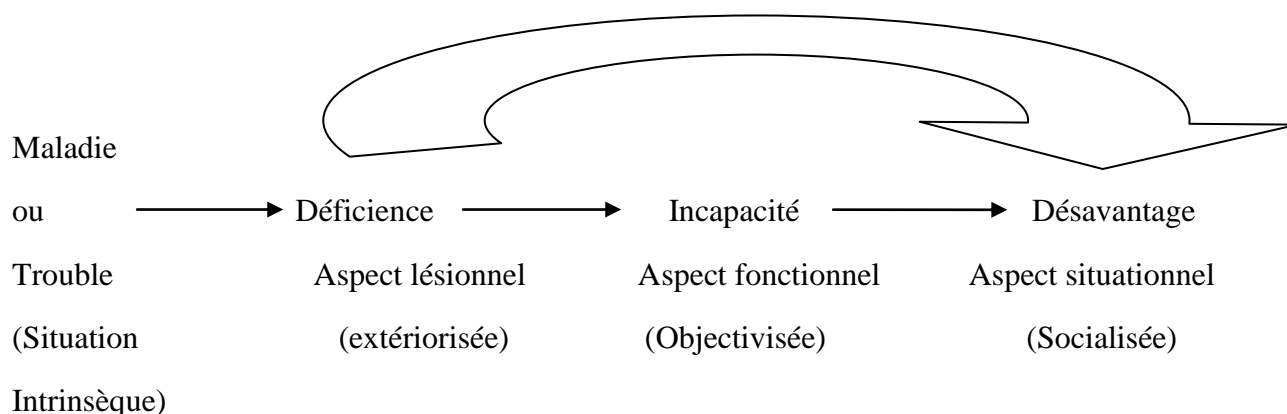 Maladie
ou Déficience Incapacité Désavantage
Trouble Aspect lésionnel Aspect fonctionnel Aspect situationnel
(Situation (extériorisée) (Objectivisée) (Socialisée)
Intrinsèque)